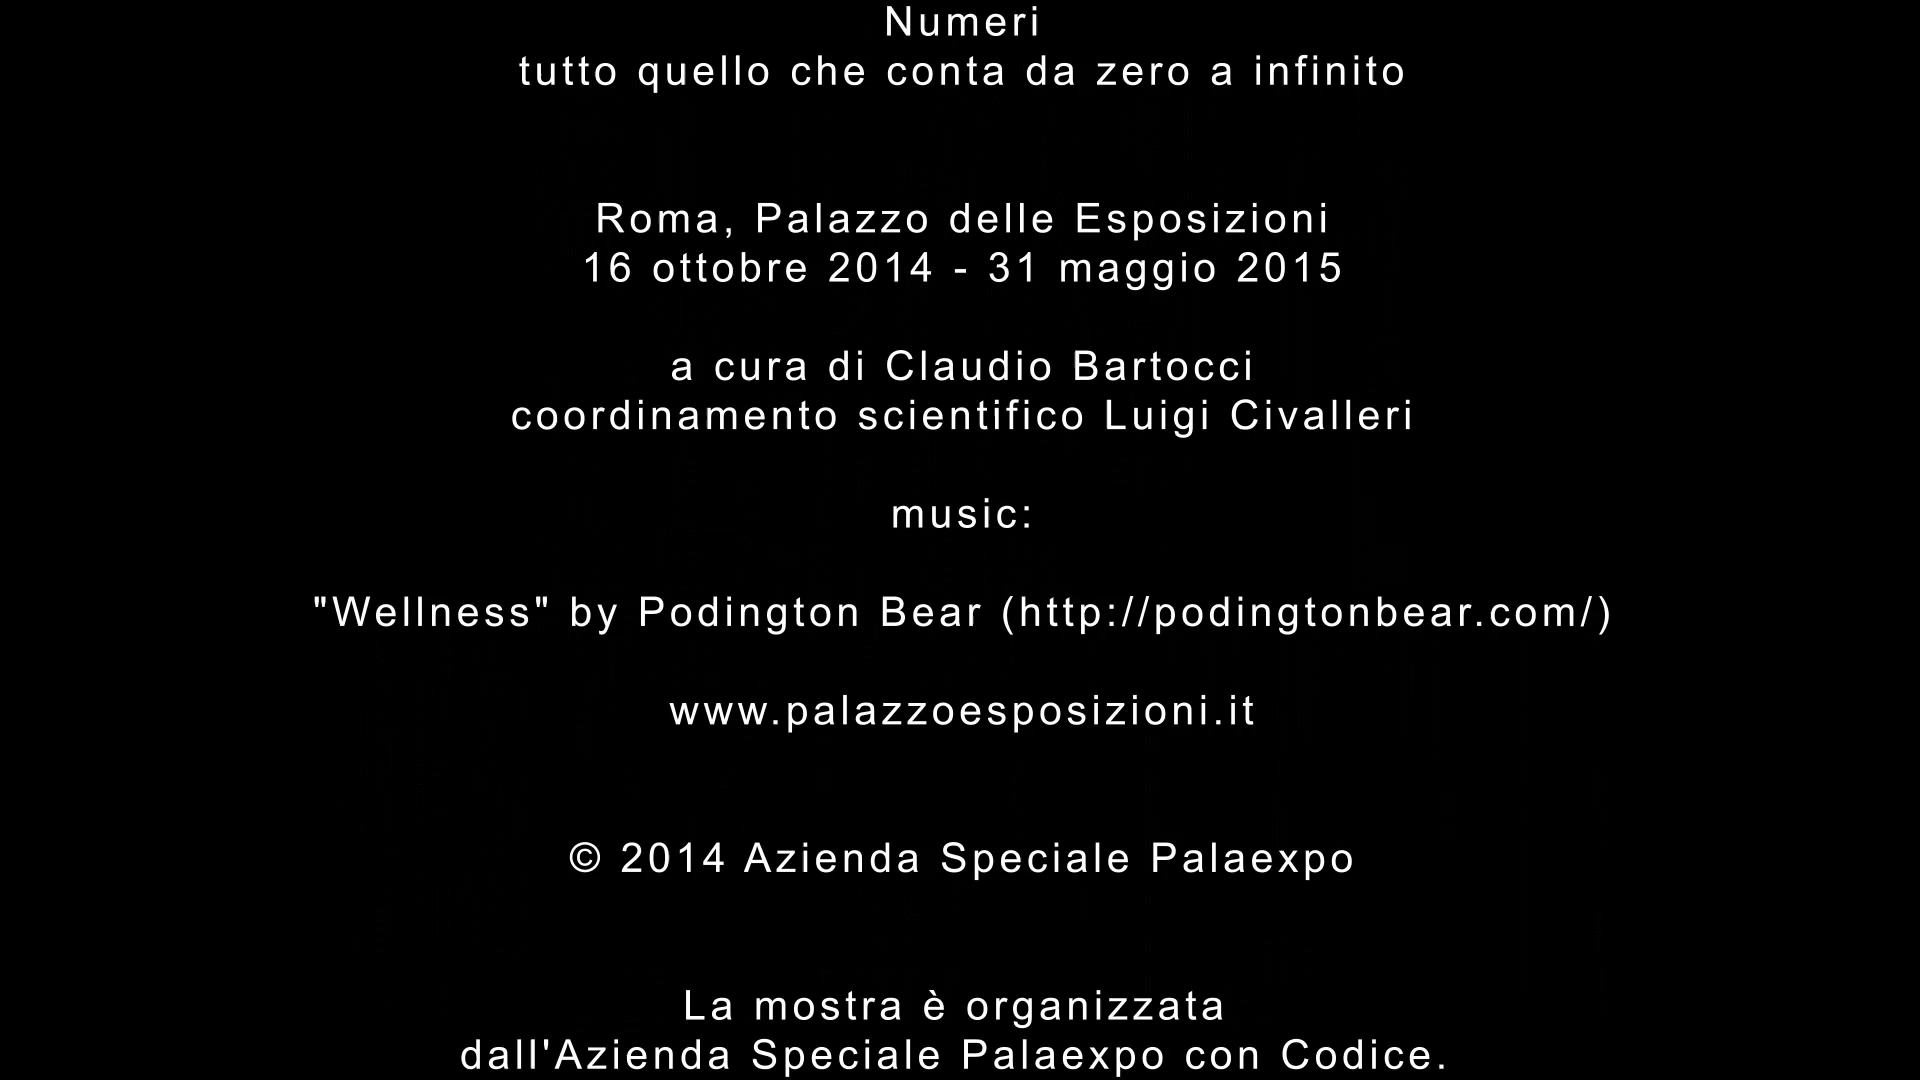 Numeri
tutto quello che conta da zero a infinito
Roma, Palazzo delle Esposizioni
16 ottobre 2014 - 31 maggio 2015
a cura di Claudio Bartocci
coordinamento scientifico Luigi Civalleri
music:
"Wellness" by Podington Bear (http://podingtonbear.com/)
www.palazzoesposizioni.it
© 2014 Azienda Speciale Palaexpo
La mostra è organizzata
dall'Azienda Speciale Palaexpo con Codice.